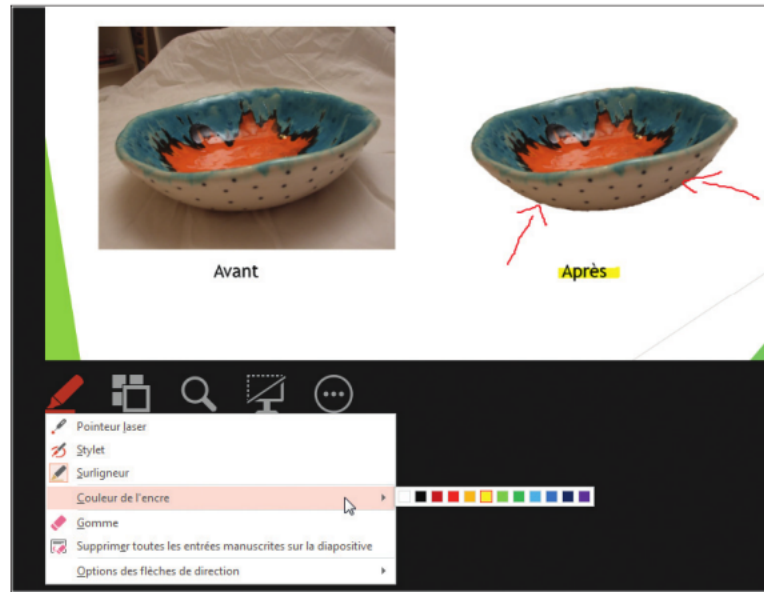 Avant
Après
Pointeur laser
Stylet
Surligneur
Couleur de l'encre
Gomme
Supprimer toutes les entrées manuscrites sur la diapositive
Options des flèches de direction